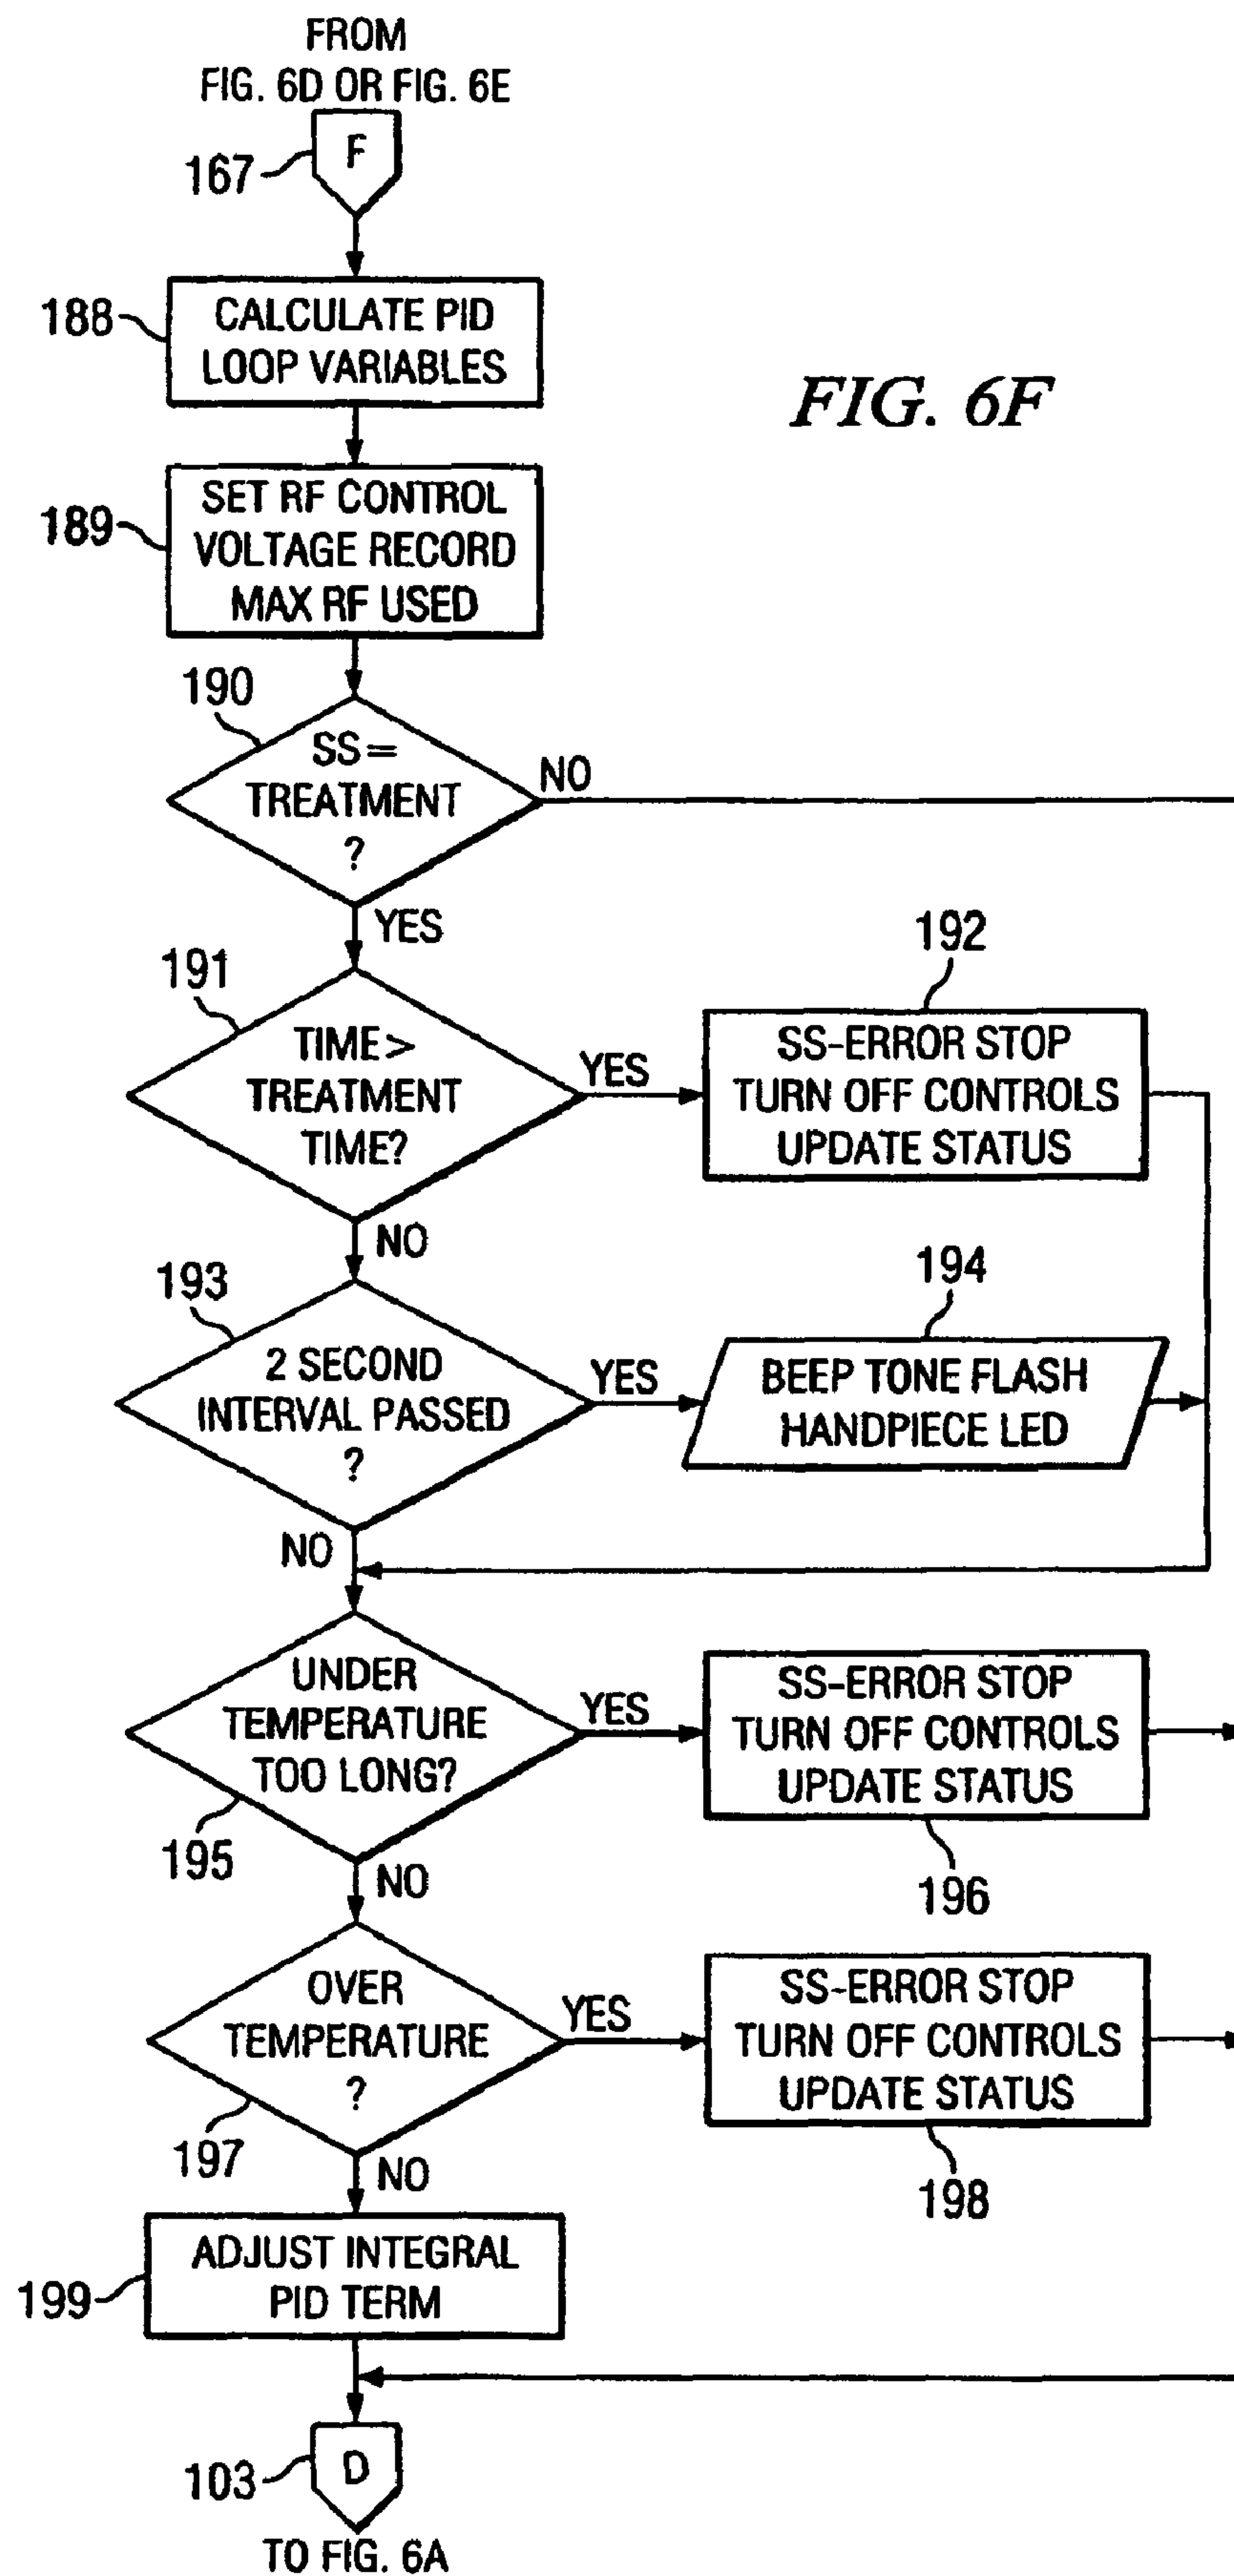 FROM
FIG. 6D OR FIG. 6E
F
167
188
CALCULATE PID
LOOP VARIABLES
FIG. 6F
189
SET RF CONTROL
VOLTAGE RECORD
MAX RF USED
190
SS=
TREATMENT
?
NO
YES
191
TIME>
TREATMENT
TIME?
YES
192
SS-ERROR STOP
TURN OFF CONTROLS
UPDATE STATUS
NO
193
2 SECOND
INTERVAL PASSED
?
YES
194
BEEP TONE FLASH
HANDPIECE LED
NO
UNDER
TEMPERATURE
TOO LONG?
195
YES
SS-ERROR STOP
TURN OFF CONTROLS
UPDATE STATUS
196
NO
OVER
TEMPERATURE
?
197
YES
SS-ERROR STOP
TURN OFF CONTROLS
UPDATE STATUS
198
NO
199
ADJUST INTEGRAL
PID TERM
103
D
TO FIG. 6A